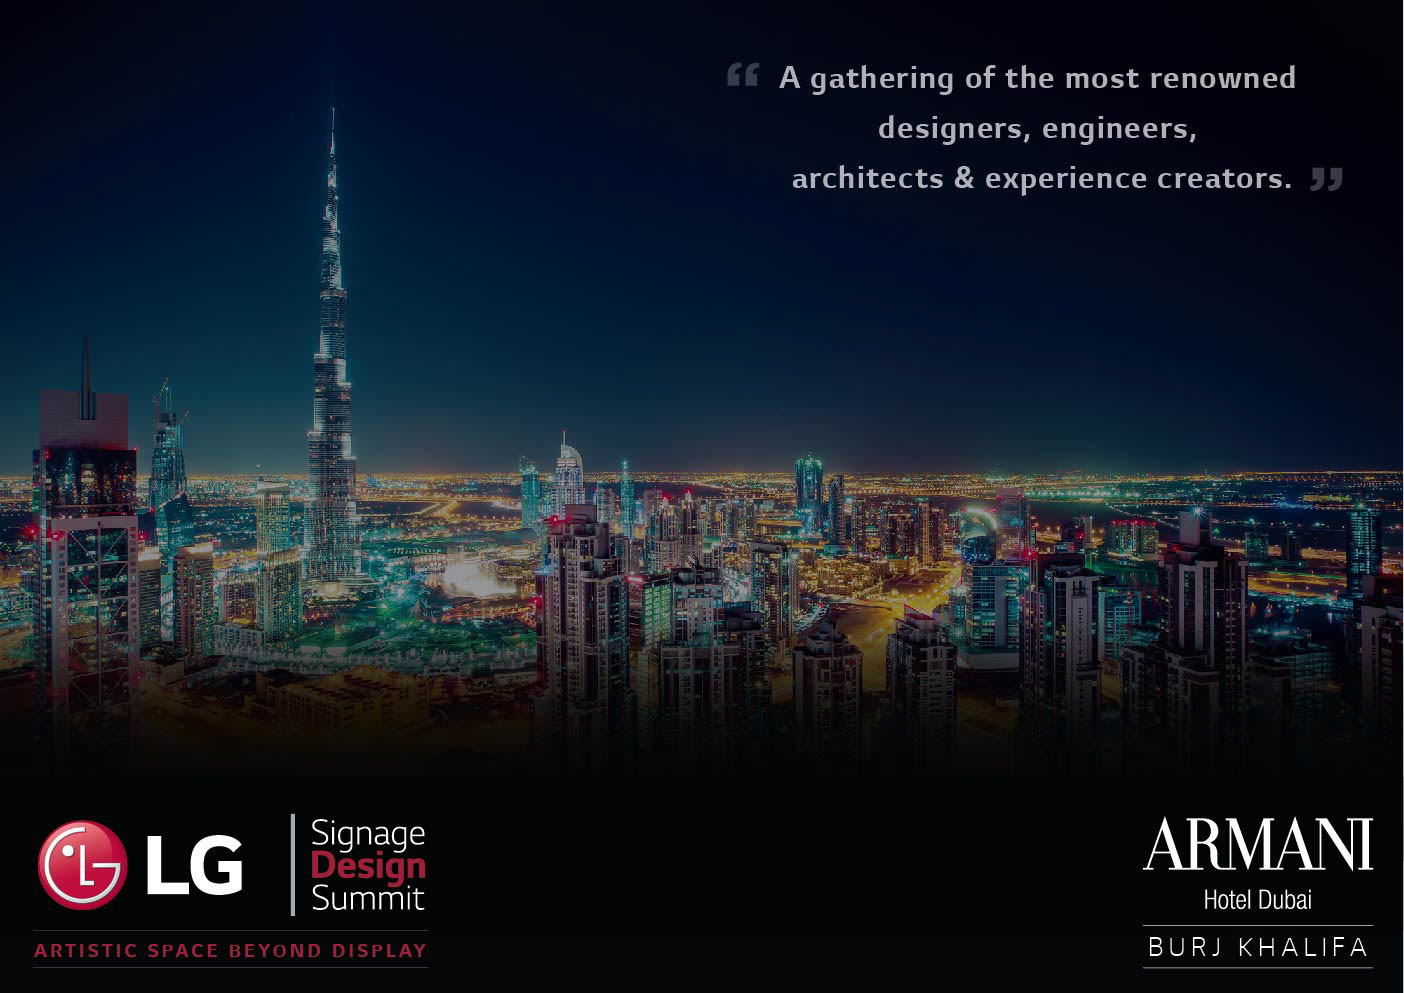 “ A gathering of the most renowned
designers, engineers,
architects & experience creators. ”
LG
Signage
Design
Summit
ARTISTIC SPACE BEYOND DISPLAY
ARMANI
Hotel Dubai
BURJ KHALIFA